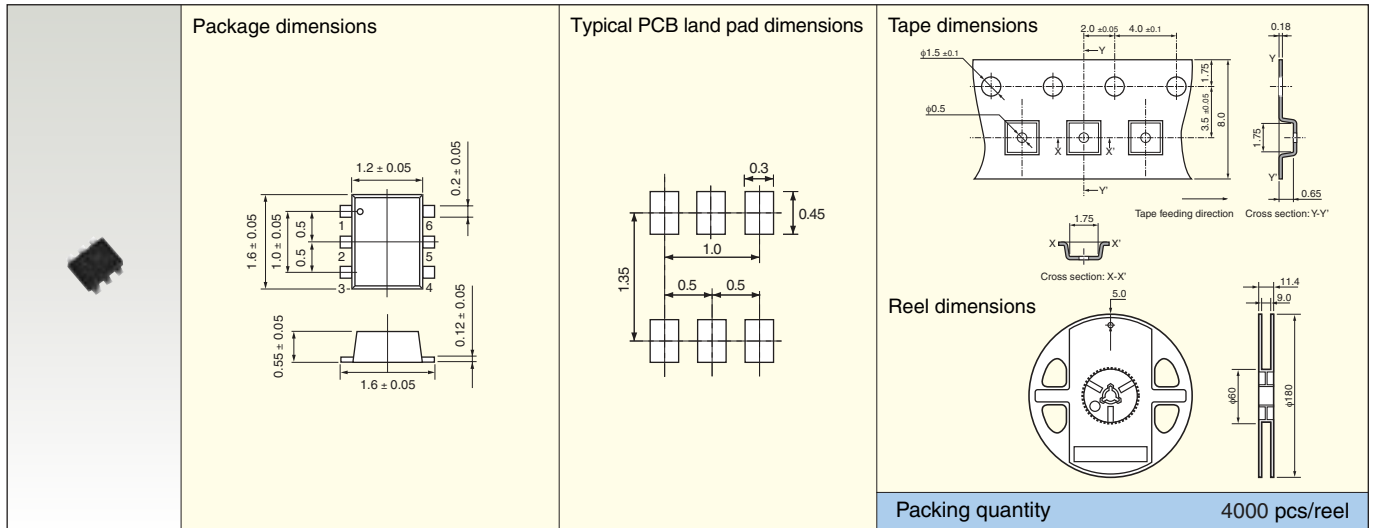 Package dimensions
1.2 ± 0.05
0.2 ± 0.05
1.6 ± 0.05
1.0 ± 0.05
0.5
0.5
1
6
2
5
3
4
0.55 ± 0.05
0.12 ± 0.05
1.6 ± 0.05
Typical PCB land pad dimensions
0.3
0.45
1.0
1.35
0.5
0.5
Tape dimensions
2.0 ±0.05
4.0 ±0.1
0.18
φ1.5 ±0.1
Y
Y
1.75
φ0.5
3.5 ±0.05
8.0
1.75
X
X'
Y'
Y'
0.65
Tape feeding direction
Cross section: Y-Y'
1.75
X
X'
Cross section: X-X'
Reel dimensions
5.0
11.4
9.0
φ60
φ180
Packing quantity
4000 pcs/reel